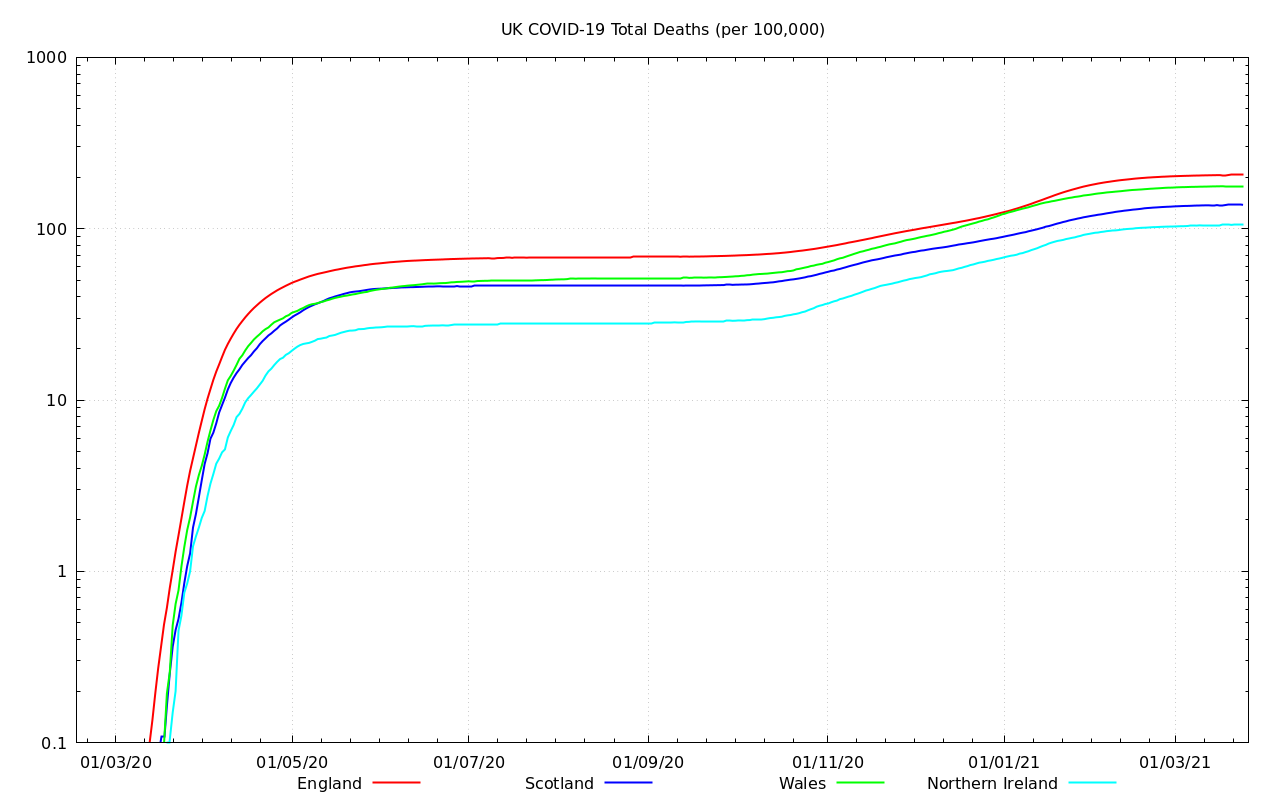 UK COVID-19 Total Deaths (per 100,000)
1000
100
10
1
0.1
01/03/20 01/05/20 01/07/20 01/09/20 01/11/20 01/01/21 01/03/21
England Scotland Wales Northern Ireland